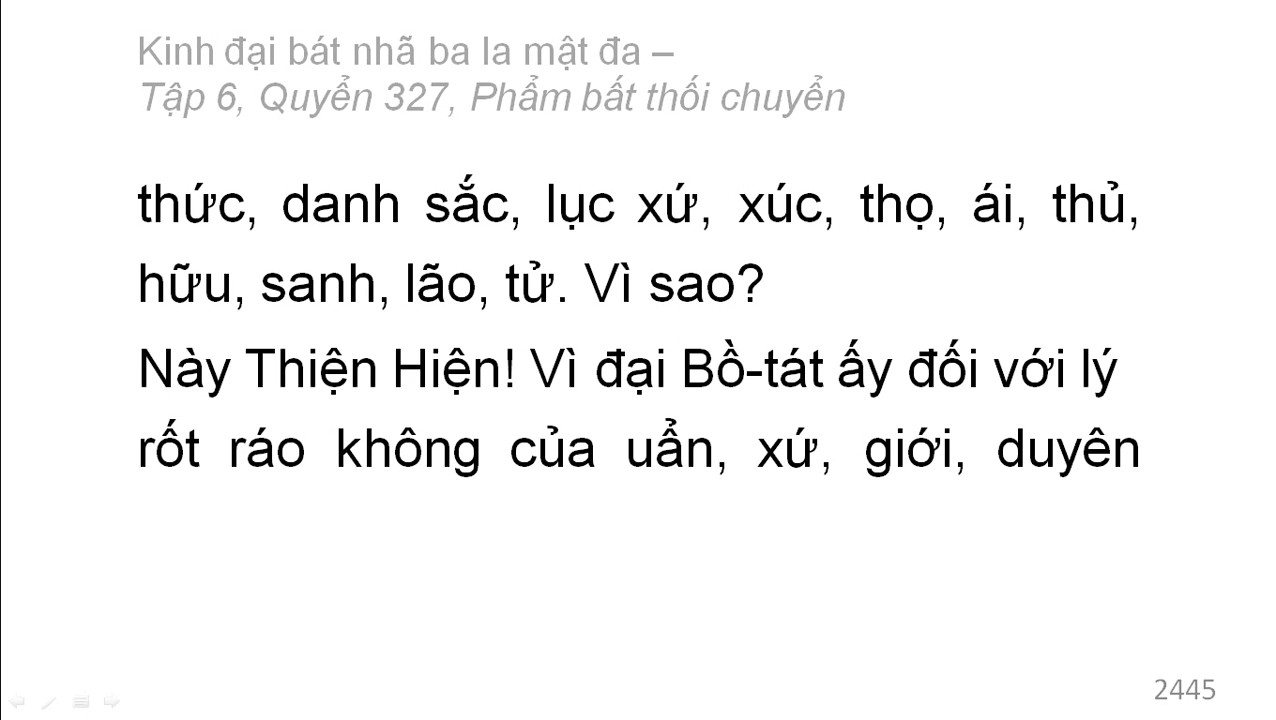 Kinh đại bát nhã ba la mật đa –
Tập 6, Quyển 327, Phẩm bất thối chuyển
thức, danh sắc, lục xứ, xúc, thọ, ái, thủ,
hữu, sanh, lão, tử. Vì sao?
Này Thiện Hiện! Vì đại Bồ-tát ấy đối với lý
rốt ráo không của uẩn, xứ, giới, duyên
2445